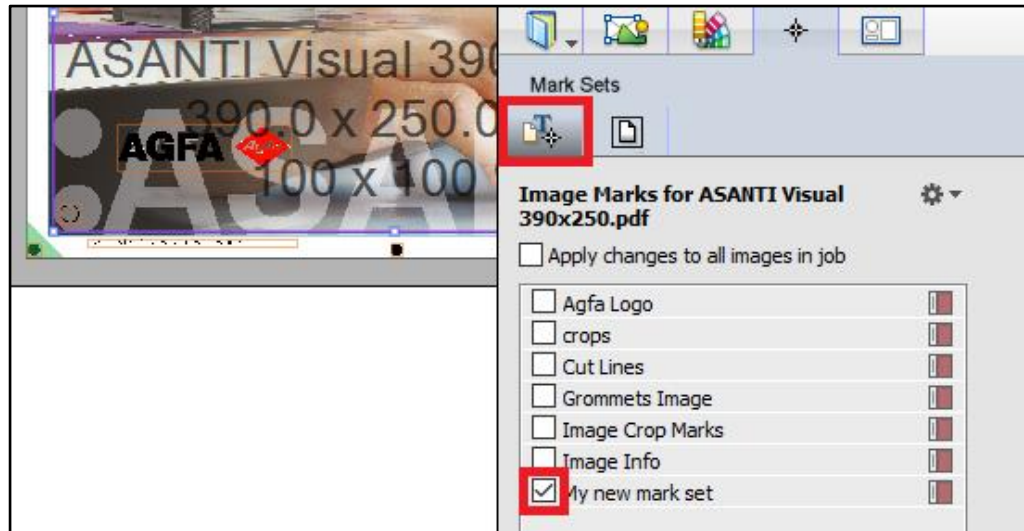 ASANTI Visual 390
390.0 x 250.0
100 x 100
AGFA
ASA
Mark Sets
Image Marks for ASANTI Visual
390x250.pdf
Apply changes to all images in job
Agfa Logo
crops
Cut Lines
Grommets Image
Image Crop Marks
Image Info
My new mark set